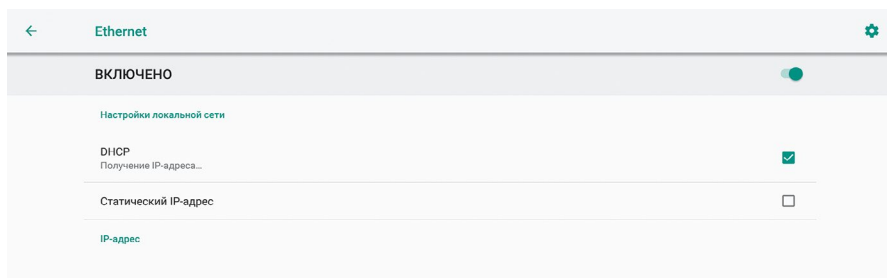 Ethernet
ВКЛЮЧЕНО
Настройки локальной сети
DHCP
Получение IP-адреса...
Статический IP-адрес
IP-адрес